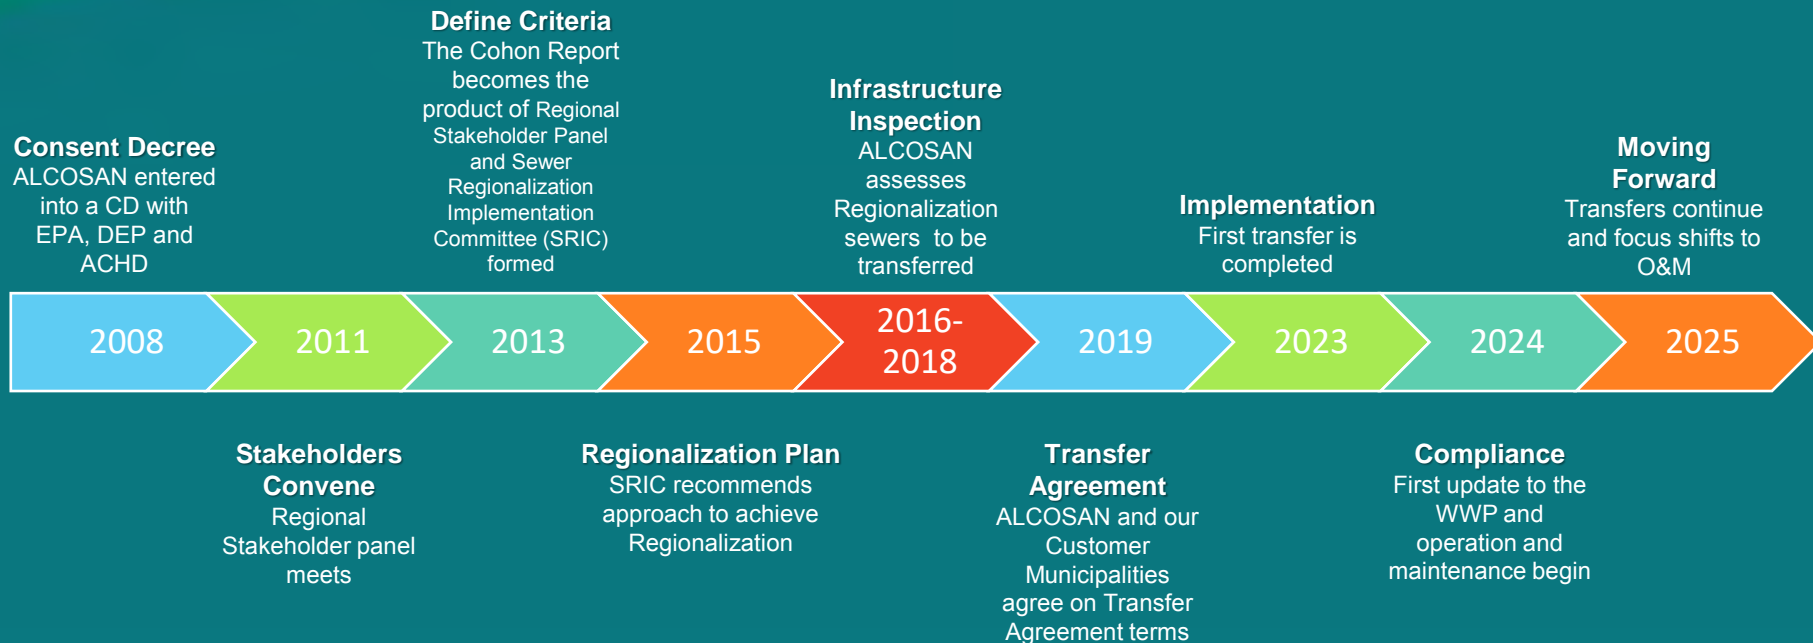 Define Criteria
The Cohon Report
becomes the
product of Regional
Stakeholder Panel
and Sewer
Regionalization
Implementation
Committee (SRIC)
formed
Infrastructure
Inspection
ALCOSAN
assesses
Regionalization
sewers to be
transferred
Consent Decree
ALCOSAN entered
into a CD with
EPA, DEP and
ACHD
Moving
Forward
Transfers continue
and focus shifts to
O&M
Implementation
First transfer is
completed
2008
2011
2013
2015
2016-
2018
2019
2023
2024
2025
Stakeholders
Convene
Regional
Stakeholder panel
meets
Regionalization Plan
SRIC recommends
approach to achieve
Regionalization
Transfer
Agreement
ALCOSAN and our
Customer
Municipalities
agree on Transfer
Agreement terms
Compliance
First update to the
WWP and
operation and
maintenance begin